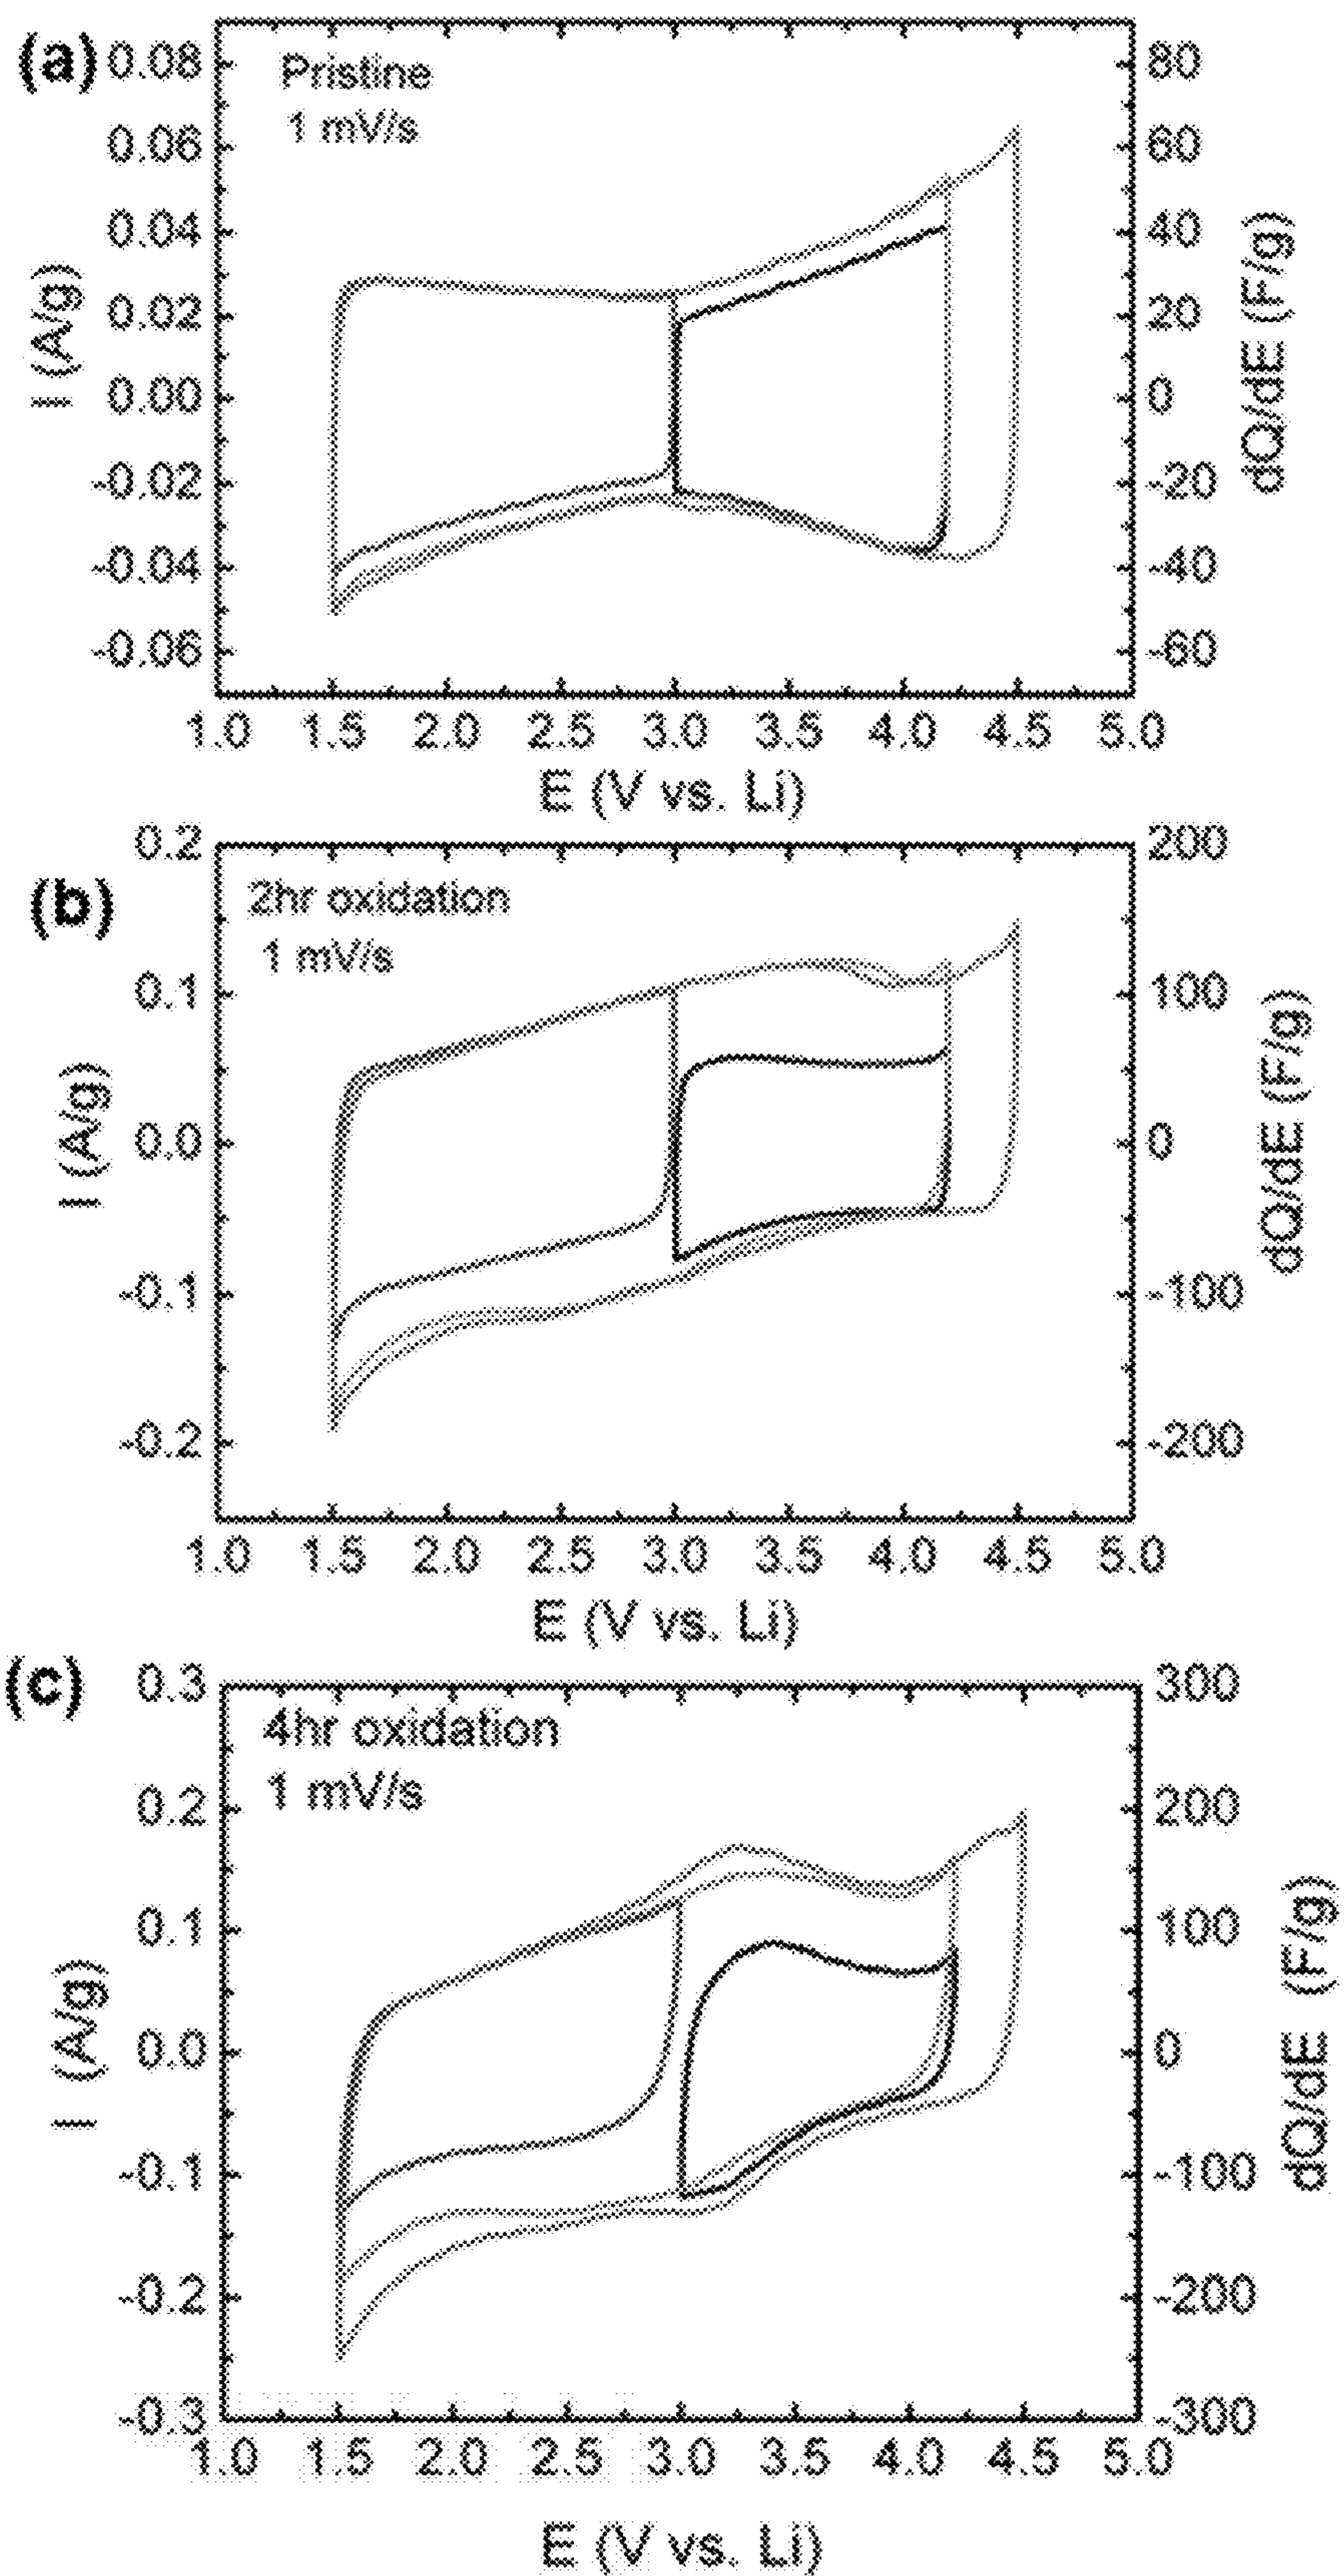 (a)
Pristine
1 mV/s
0.08
0.06
0.04
0.02
0.00
-0.02
-0.04
-0.06
I (A/g)
80
60
40
20
0
-20
-40
-60
dQ/dE (F/g)
1.0 1.5 2.0 2.5 3.0 3.5 4.0 4.5 5.0
E (V vs. Li)
(b)
2hr oxidation
1 mV/s
0.2
0.1
0.0
-0.1
-0.2
I (A/g)
200
100
0
-100
-200
dQ/dE (F/g)
1.0 1.5 2.0 2.5 3.0 3.5 4.0 4.5 5.0
E (V vs. Li)
(c)
4hr oxidation
1 mV/s
0.3
0.2
0.1
0.0
-0.1
-0.2
-0.3
I (A/g)
300
200
100
0
-100
-200
-300
dQ/dE (F/g)
1.0 1.5 2.0 2.5 3.0 3.5 4.0 4.5 5.0
E (V vs. Li)